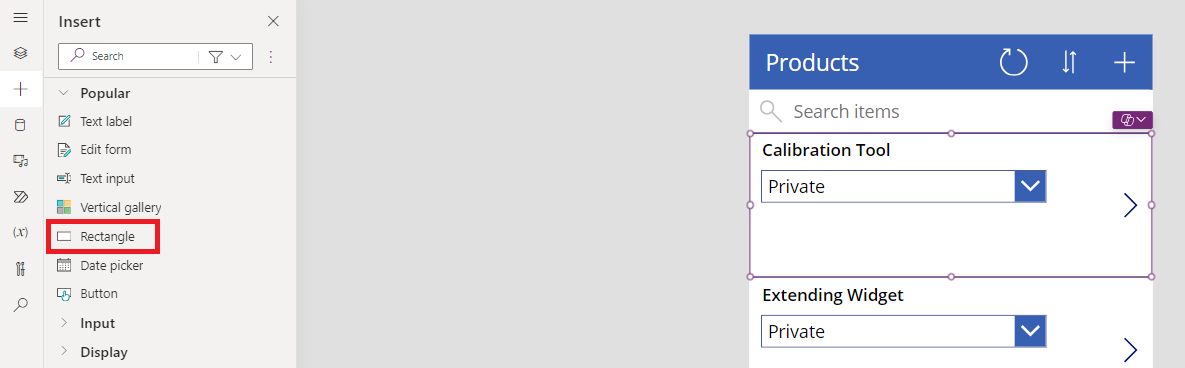 Insert
Search
Popular
Text label
Edit form
Text input
Vertical gallery
Rectangle
Date picker
Button
Input
Display
(x)
Products
Search items
Calibration Tool
Private
Extending Widget
Private